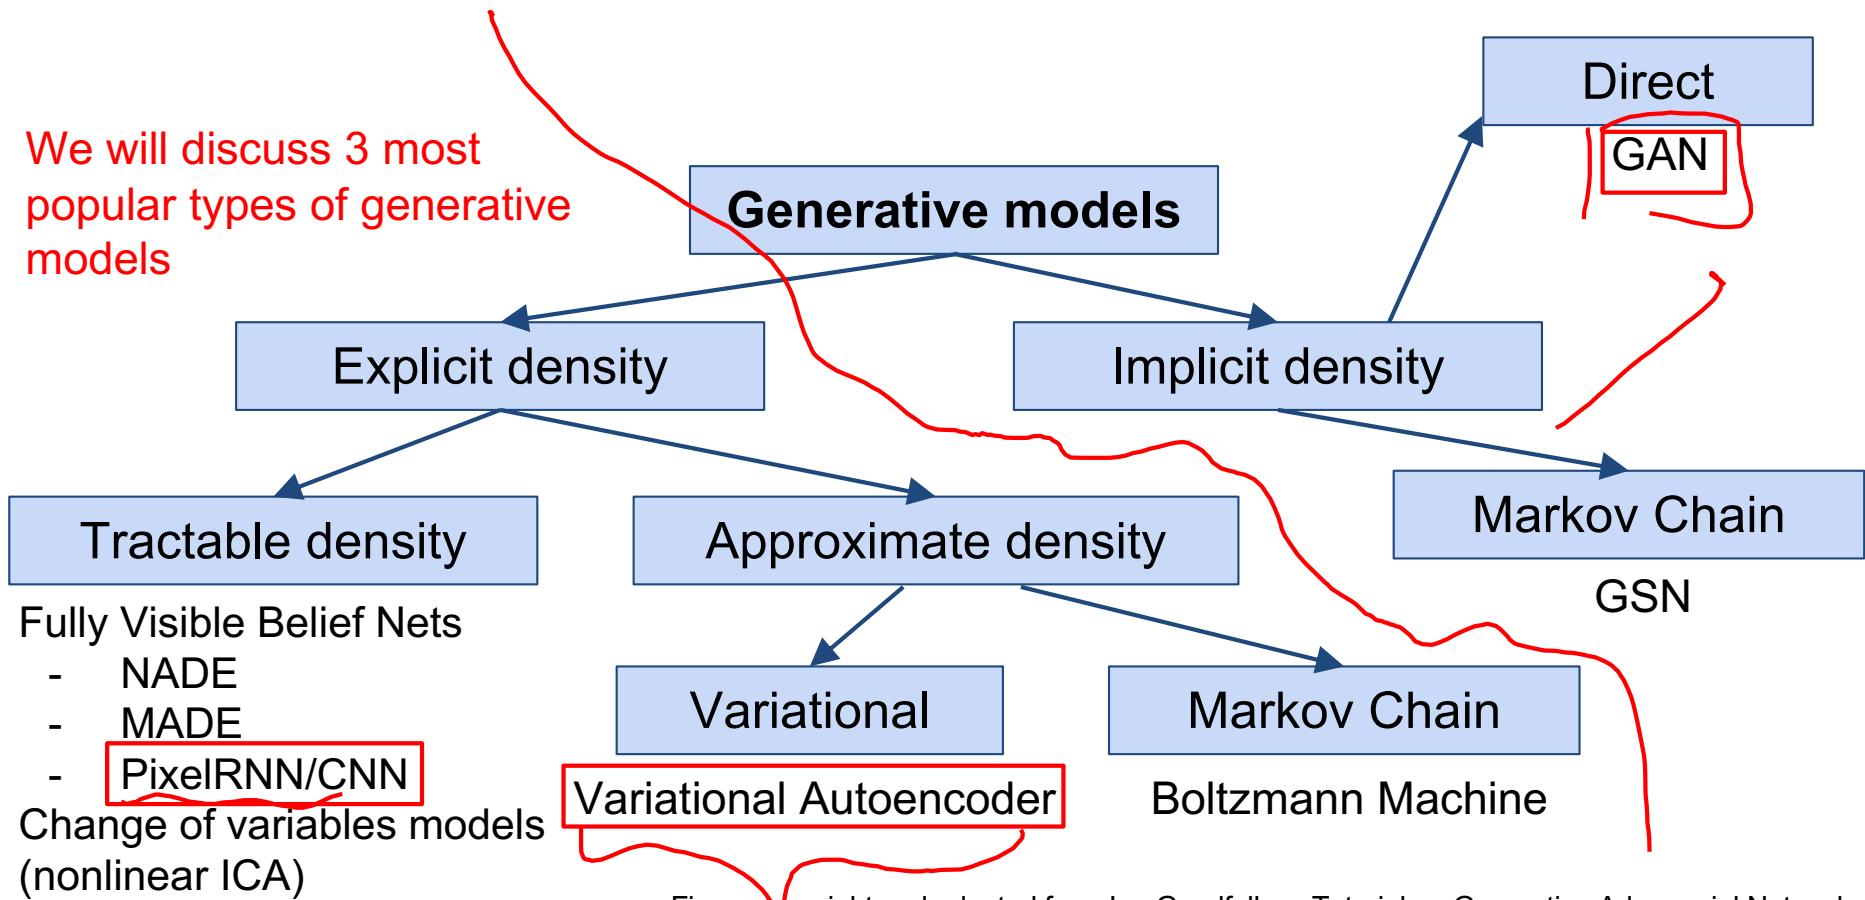 Direct
GAN
We will discuss 3 most
popular types of generative
models
Generative models
Explicit density
Implicit density
Tractable density
Approximate density
Markov Chain
GSN
Fully Visible Belief Nets
- NADE
- MADE
- PixelRNN/CNN
Change of variables models
(nonlinear ICA)
Variational
Markov Chain
Variational Autoencoder
Boltzmann Machine